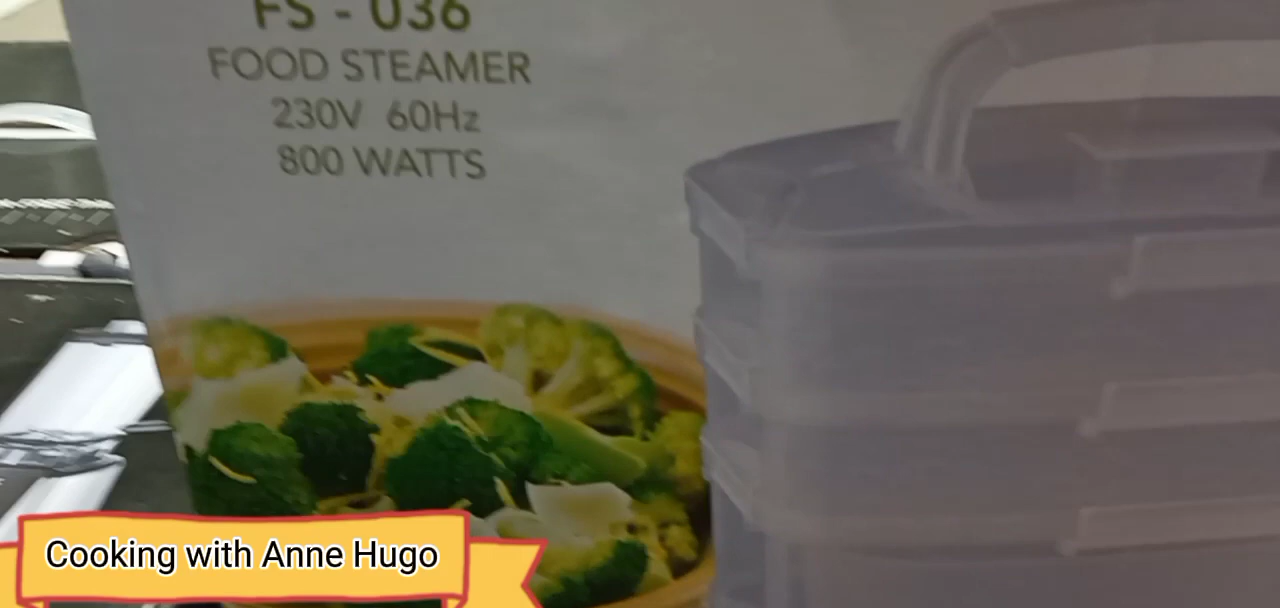 FS - 036
FOOD STEAMER
230V 60Hz
800 WATTS
Cooking with Anne Hugo